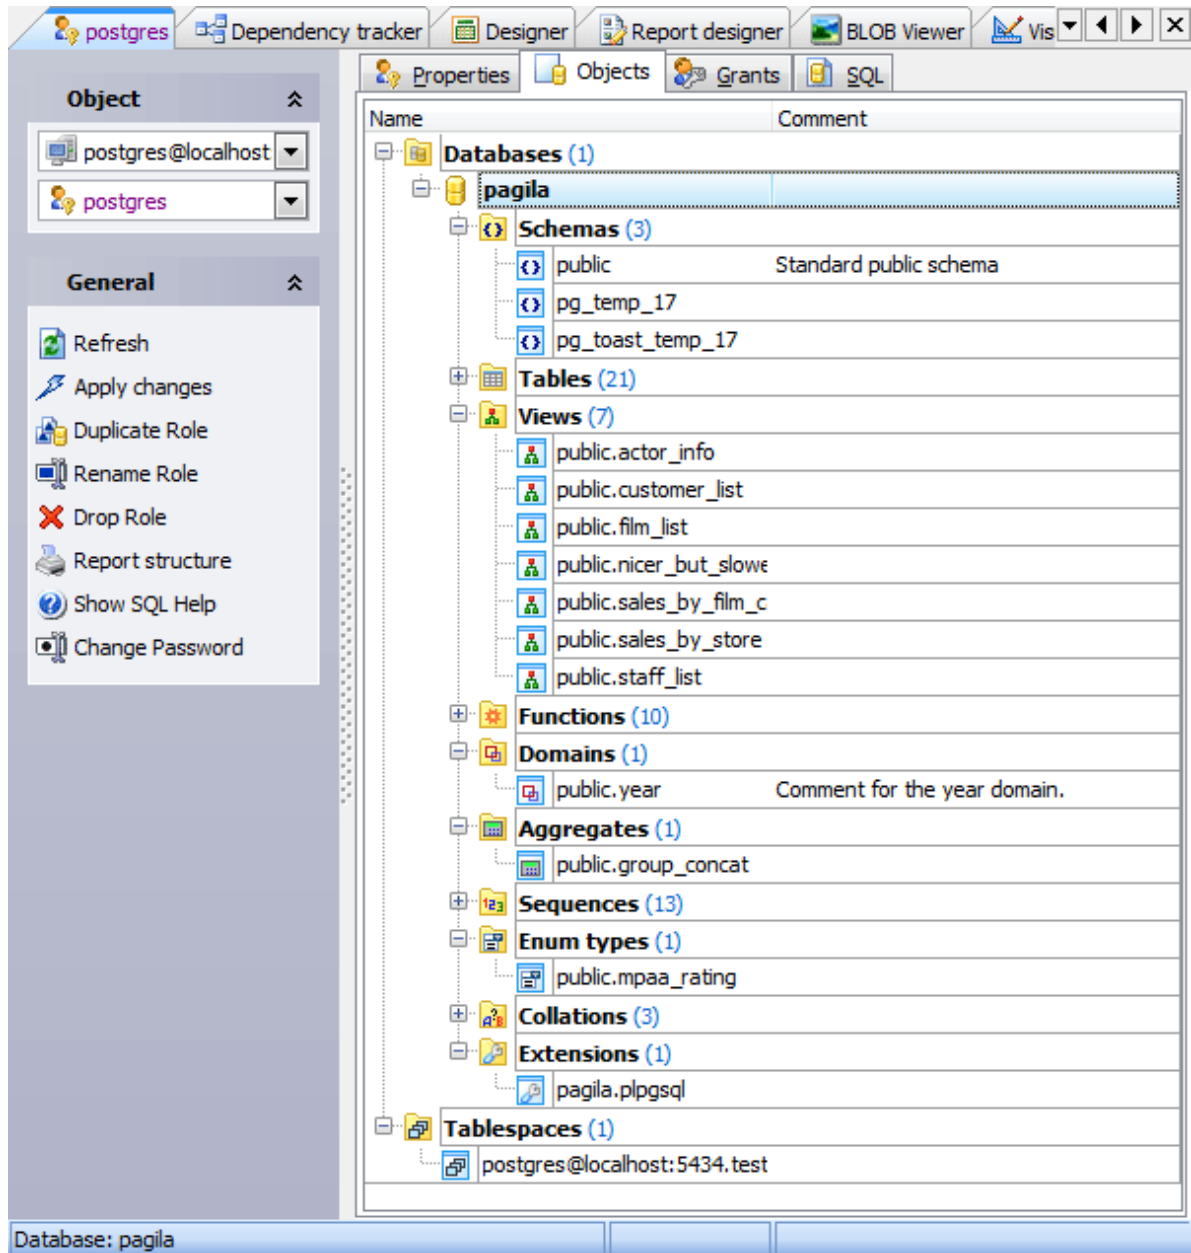 postgres Dependency tracker Designer Report designer BLOB Viewer Vis
Properties Objects Grants SQL
Object
postgres@localhost
postgres
General
Refresh
Apply changes
Duplicate Role
Rename Role
Drop Role
Report structure
Show SQL Help
Change Password
Name Comment
Databases (1)
pagila
Schemas (3)
public Standard public schema
pg_temp_17
pg_toast_temp_17
Tables (21)
Views (7)
public.actor_info
public.customer_list
public.film_list
public.nicer_but_slowe
public.sales_by_film_c
public.sales_by_store
public.staff_list
Functions (10)
Domains (1)
public.year Comment for the year domain.
Aggregates (1)
public.group_concat
Sequences (13)
Enum types (1)
public.mpaa_rating
Collations (3)
Extensions (1)
pagila.plpgsql
Tablespaces (1)
postgres@localhost:5434.test
Database: pagila